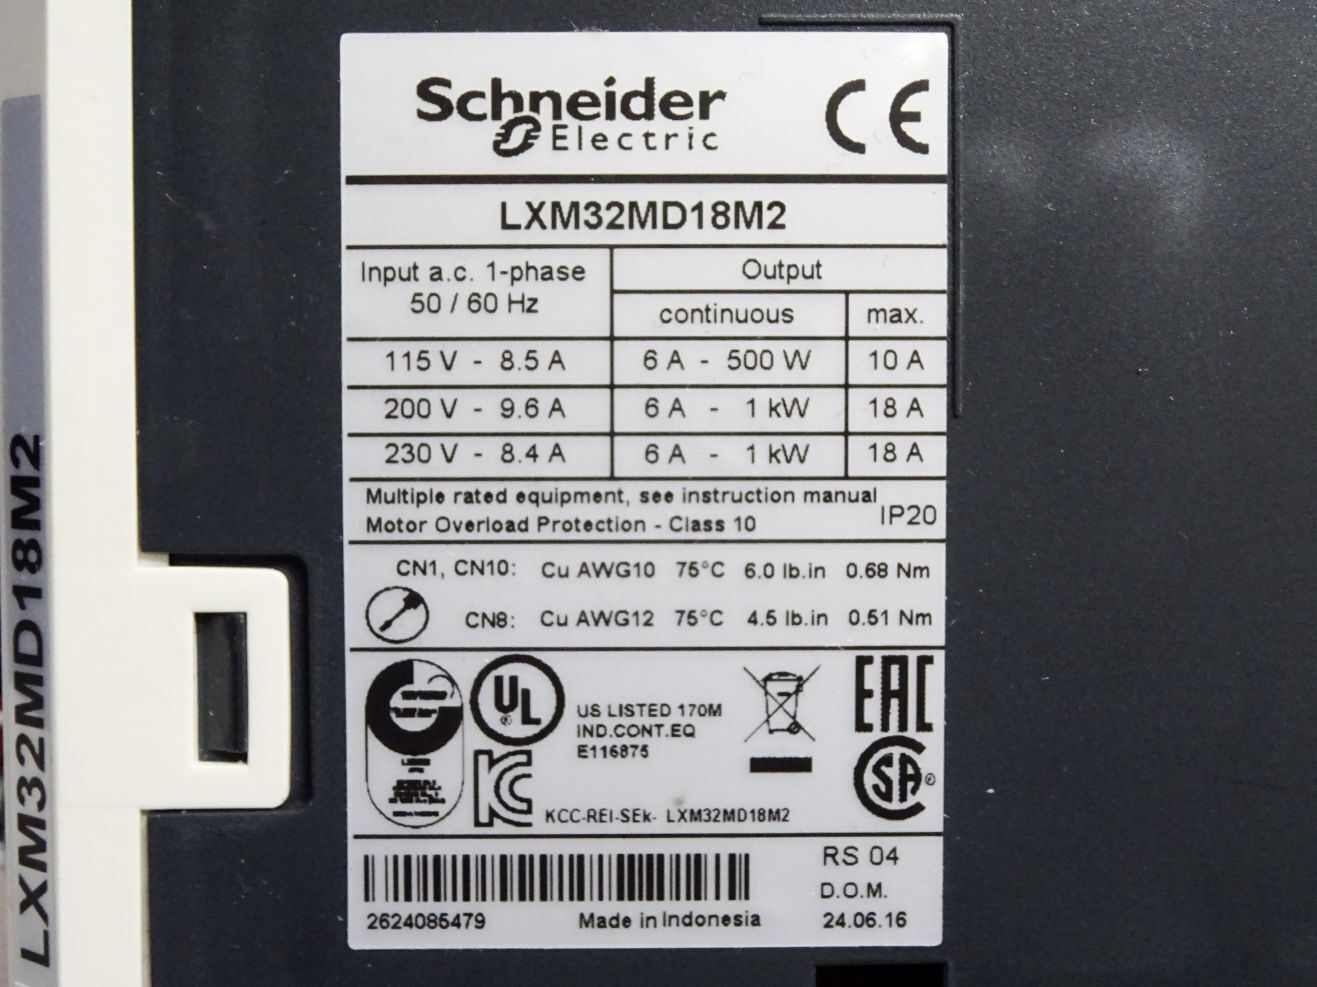 Schneider
Electric
CE
LXM32MD18M2
Input a.c. 1-phase
50 / 60 Hz
Output
continuous
max.
115 V - 8.5 A
6 A - 500 W
10 A
200 V - 9.6 A
6 A - 1 kW
18 A
230 V - 8.4 A
6 A - 1 kW
18 A
Multiple rated equipment, see instruction manual
Motor Overload Protection - Class 10
IP20
CN1, CN10: Cu AWG10 75°C 6.0 lb.in 0.68 Nm
CN8: Cu AWG12 75°C 4.5 lb.in 0.51 Nm
UL
®
US LISTED 170M
IND.CONT.EQ
E116875
EAC
SA®
KC
KCC-REI-SEk- LXM32MD18M2
RS 04
D.O.M.
2624085479
Made in Indonesia
24.06.16
LXM32MD18M2